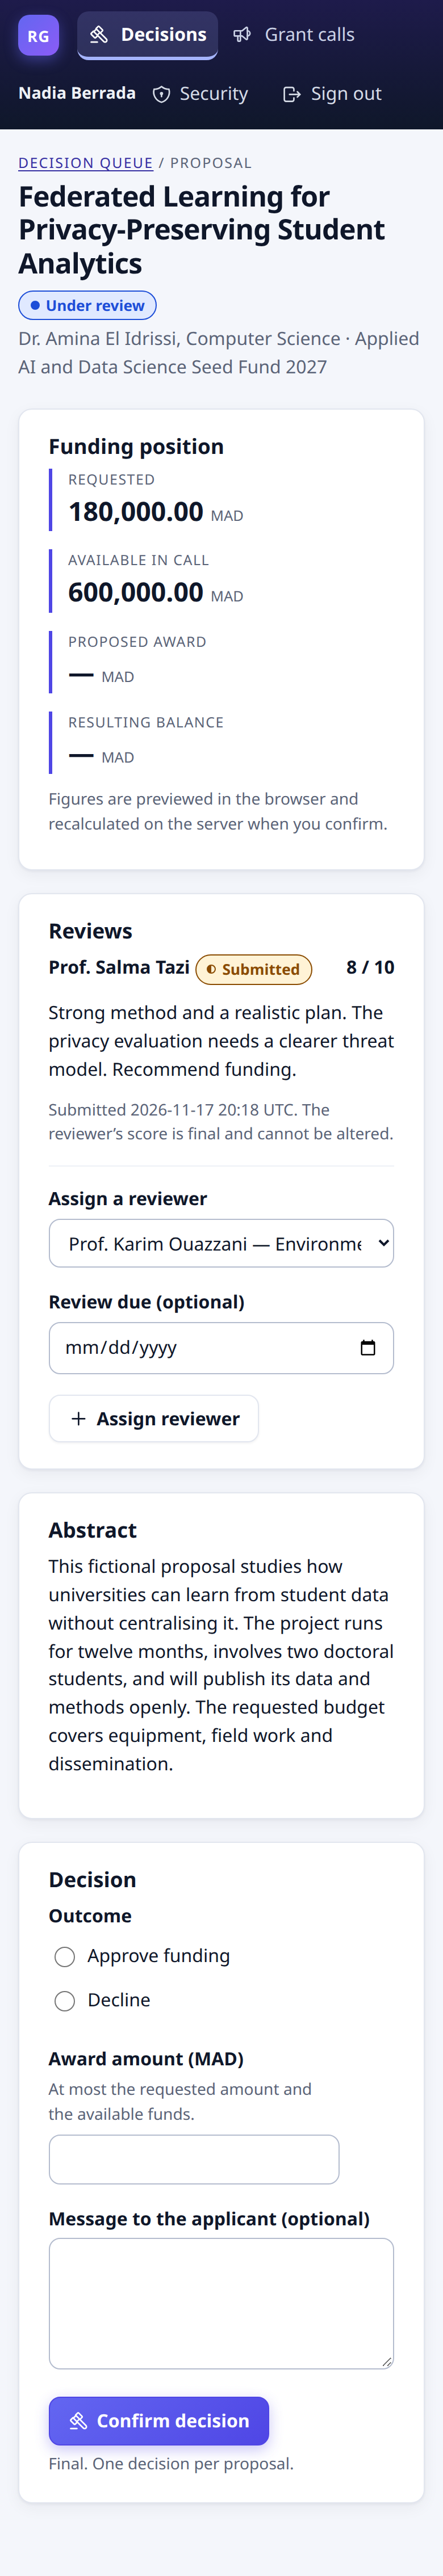 RG
Decisions
Grant calls
Nadia Berrada
Security
Sign out
DECISION QUEUE / PROPOSAL
Federated Learning for
Privacy-Preserving Student
Analytics
Under review
Dr. Amina El Idrissi, Computer Science · Applied
AI and Data Science Seed Fund 2027
Funding position
REQUESTED
180,000.00 MAD
AVAILABLE IN CALL
600,000.00 MAD
PROPOSED AWARD
— MAD
RESULTING BALANCE
— MAD
Figures are previewed in the browser and
recalculated on the server when you confirm.
Reviews
Prof. Salma Tazi Submitted 8 / 10
Strong method and a realistic plan. The
privacy evaluation needs a clearer threat
model. Recommend funding.
Submitted 2026-11-17 20:18 UTC. The
reviewer’s score is final and cannot be altered.
Assign a reviewer
Prof. Karim Ouazzani — Environme
Review due (optional)
mm/dd/yyyy
+ Assign reviewer
Abstract
This fictional proposal studies how
universities can learn from student data
without centralising it. The project runs
for twelve months, involves two doctoral
students, and will publish its data and
methods openly. The requested budget
covers equipment, field work and
dissemination.
Decision
Outcome
Approve funding
Decline
Award amount (MAD)
At most the requested amount and
the available funds.
Message to the applicant (optional)
Confirm decision
Final. One decision per proposal.